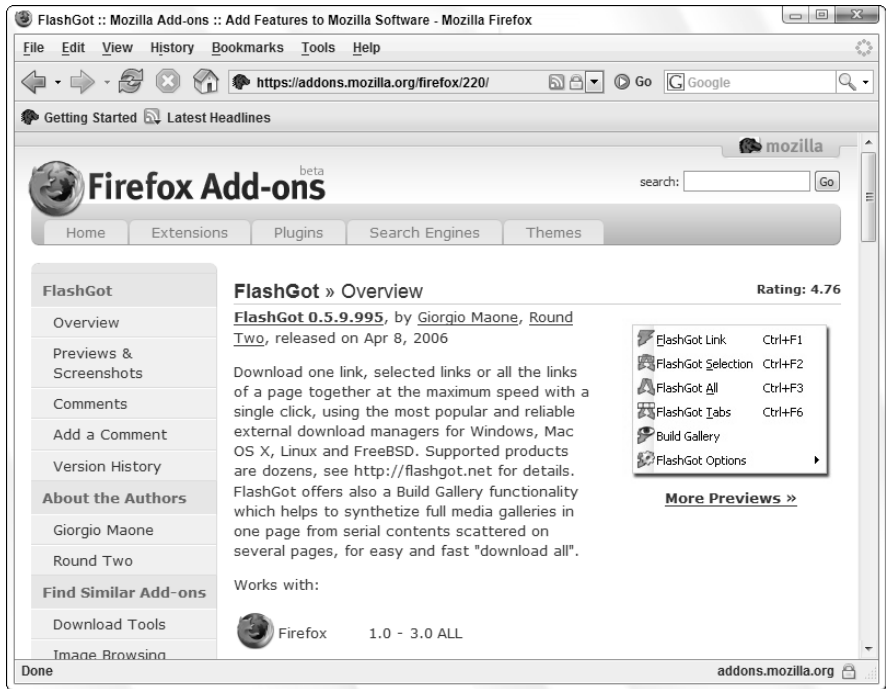 FlashGot :: Mozilla Add-ons :: Add Features to Mozilla Software - Mozilla Firefox
File Edit View History Bookmarks Tools Help
https://addons.mozilla.org/firefox/220/ Go Google
Getting Started Latest Headlines
mozilla
Firefox Add-ons beta
search: Go
Home Extensions Plugins Search Engines Themes
FlashGot
Overview
Previews &
Screenshots
Comments
Add a Comment
Version History
About the Authors
Giorgio Maone
Round Two
Find Similar Add-ons
Download Tools
Image Browsing
FlashGot » Overview
Rating: 4.76
FlashGot 0.5.9.995, by Giorgio Maone, Round
Two, released on Apr 8, 2006
Download one link, selected links or all the links
of a page together at the maximum speed with a
single click, using the most popular and reliable
external download managers for Windows, Mac
OS X, Linux and FreeBSD. Supported products
are dozens, see http://flashgot.net for details.
FlashGot offers also a Build Gallery functionality
which helps to synthetize full media galleries in
one page from serial contents scattered on
several pages, for easy and fast "download all".
Works with:
Firefox 1.0 - 3.0 ALL
FlashGot Link Ctrl+F1
FlashGot Selection Ctrl+F2
FlashGot All Ctrl+F3
FlashGot Tabs Ctrl+F6
Build Gallery
FlashGot Options
More Previews »
Done
addons.mozilla.org